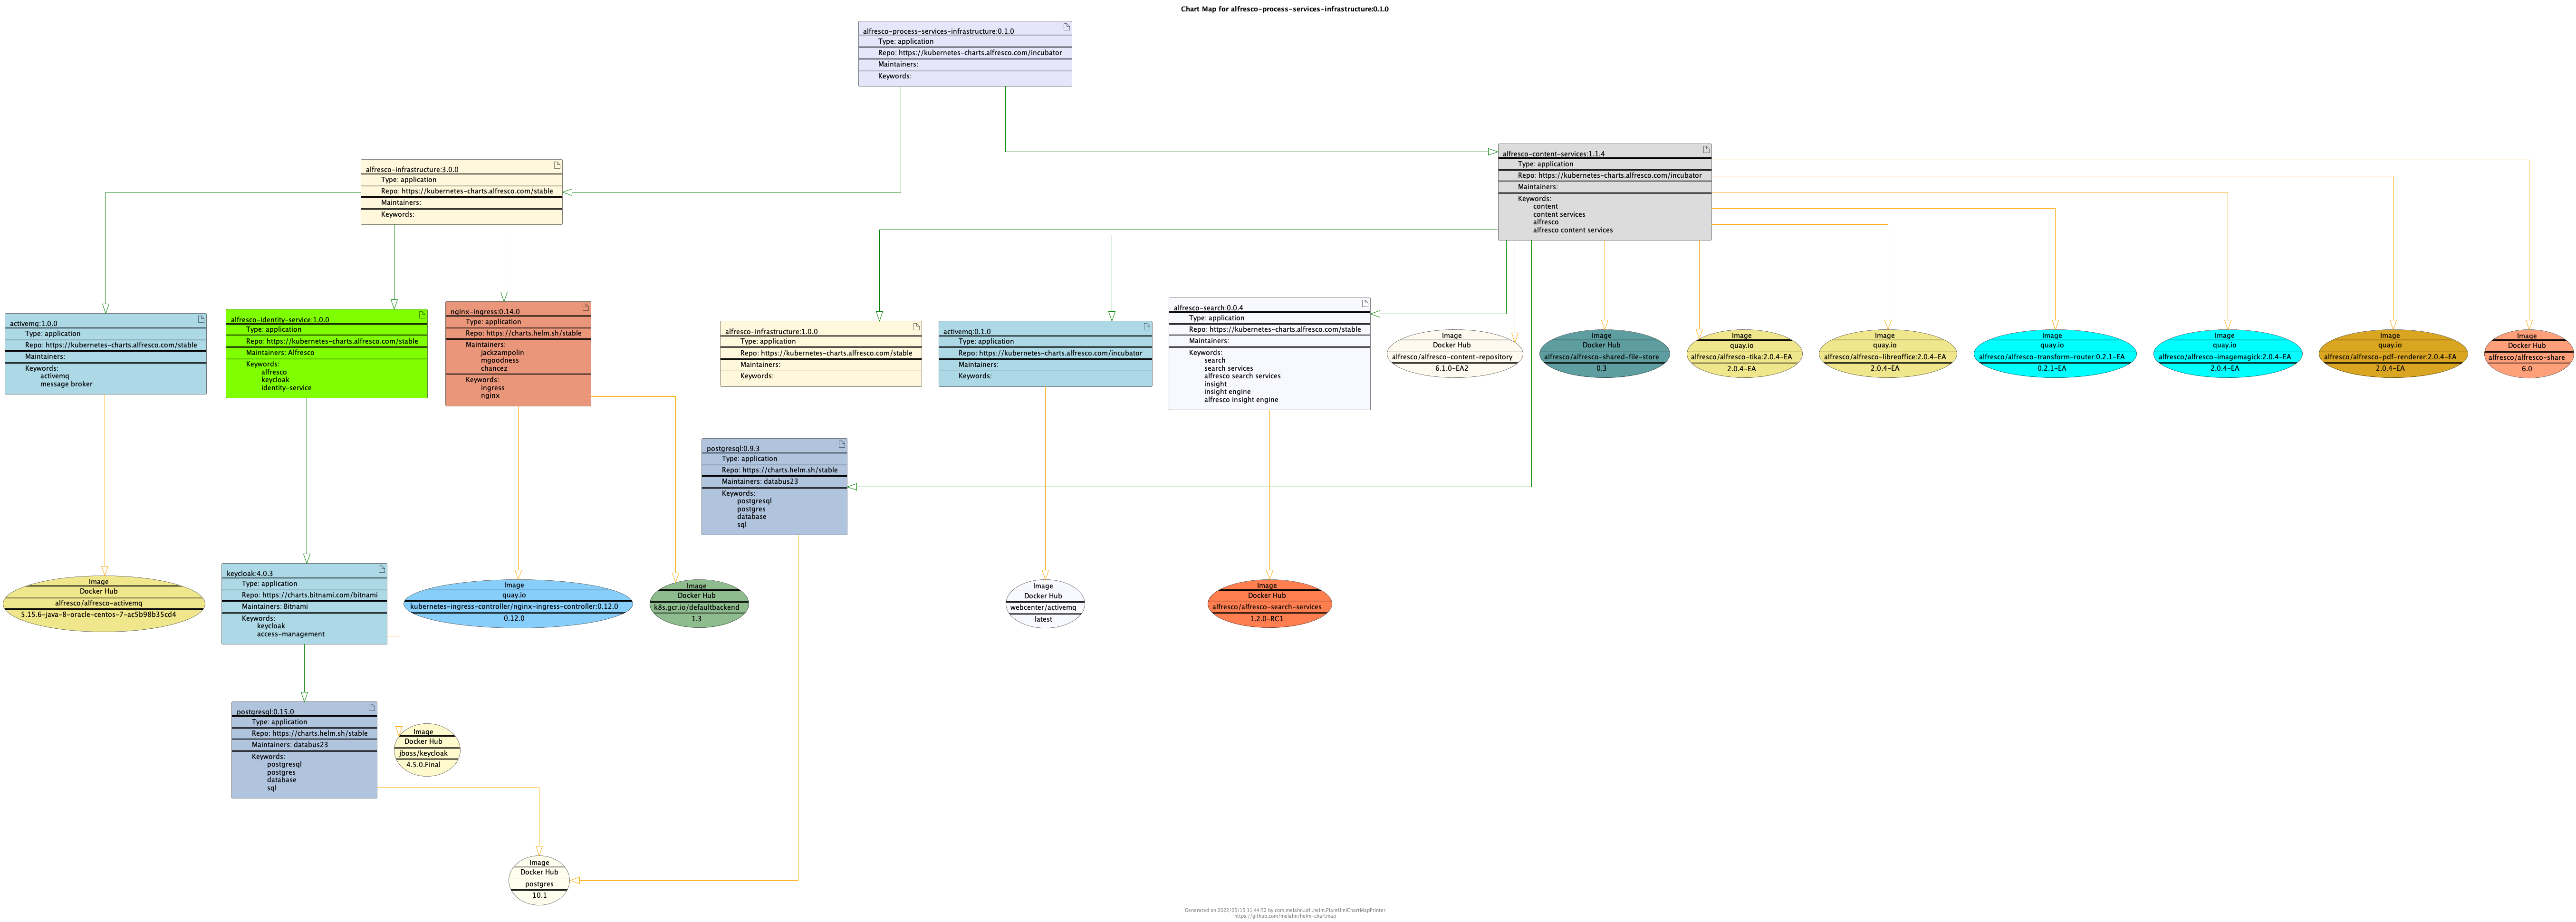 Chart Map for alfresco-process-services-infrastructure:0.1.0
alfresco-process-services-infrastructure:0.1.0
Type: application
Repo: https://kubernetes-charts.alfresco.com/incubator
Maintainers:
Keywords:
alfresco-infrastructure:3.0.0
Type: application
Repo: https://kubernetes-charts.alfresco.com/stable
Maintainers:
Keywords:
alfresco-content-services:1.1.4
Type: application
Repo: https://kubernetes-charts.alfresco.com/incubator
Maintainers:
Keywords:
content
content services
alfresco
alfresco content services
activemq:1.0.0
Type: application
Repo: https://kubernetes-charts.alfresco.com/stable
Maintainers:
Keywords:
activemq
message broker
alfresco-identity-service:1.0.0
Type: application
Repo: https://kubernetes-charts.alfresco.com/stable
Maintainers: Alfresco
Keywords:
alfresco
keycloak
identity-service
nginx-ingress:0.14.0
Type: application
Repo: https://charts.helm.sh/stable
Maintainers:
jackzampolin
mgoodness
chancez
Keywords:
ingress
nginx
alfresco-infrastructure:1.0.0
Type: application
Repo: https://kubernetes-charts.alfresco.com/stable
Maintainers:
Keywords:
activemq:0.1.0
Type: application
Repo: https://kubernetes-charts.alfresco.com/incubator
Maintainers:
Keywords:
alfresco-search:0.0.4
Type: application
Repo: https://kubernetes-charts.alfresco.com/stable
Maintainers:
Keywords:
search
search services
alfresco search services
insight
insight engine
alfresco insight engine
Image
Docker Hub
alfresco/alfresco-content-repository
6.1.0-EA2
Image
Docker Hub
alfresco/alfresco-shared-file-store
0.3
Image
quay.io
alfresco/alfresco-tika:2.0.4-EA
2.0.4-EA
Image
quay.io
alfresco/alfresco-libreoffice:2.0.4-EA
2.0.4-EA
Image
quay.io
alfresco/alfresco-transform-router:0.2.1-EA
0.2.1-EA
Image
quay.io
alfresco/alfresco-imagemagick:2.0.4-EA
2.0.4-EA
Image
quay.io
alfresco/alfresco-pdf-renderer:2.0.4-EA
2.0.4-EA
Image
Docker Hub
alfresco/alfresco-share
6.0
postgresql:0.9.3
Type: application
Repo: https://charts.helm.sh/stable
Maintainers: databus23
Keywords:
postgresql
postgres
database
sql
Image
Docker Hub
alfresco/alfresco-activemq
5.15.6-java-8-oracle-centos-7-ac5b98b35cd4
keycloak:4.0.3
Type: application
Repo: https://charts.bitnami.com/bitnami
Maintainers: Bitnami
Keywords:
keycloak
access-management
Image
quay.io
kubernetes-ingress-controller/nginx-ingress-controller:0.12.0
0.12.0
Image
Docker Hub
k8s.gcr.io/defaultbackend
1.3
Image
Docker Hub
webcenter/activemq
latest
Image
Docker Hub
alfresco/alfresco-search-services
1.2.0-RC1
postgresql:0.15.0
Type: application
Repo: https://charts.helm.sh/stable
Maintainers: databus23
Keywords:
postgresql
postgres
database
sql
Image
Docker Hub
jboss/keycloak
4.5.0.Final
Image
Docker Hub
postgres
10.1
Generated on 2022/05/15 11:44:52 by com.melahn.util.helm.PlantUmlChartMapPrinter
https://github.com/melahn/helm-chartmap